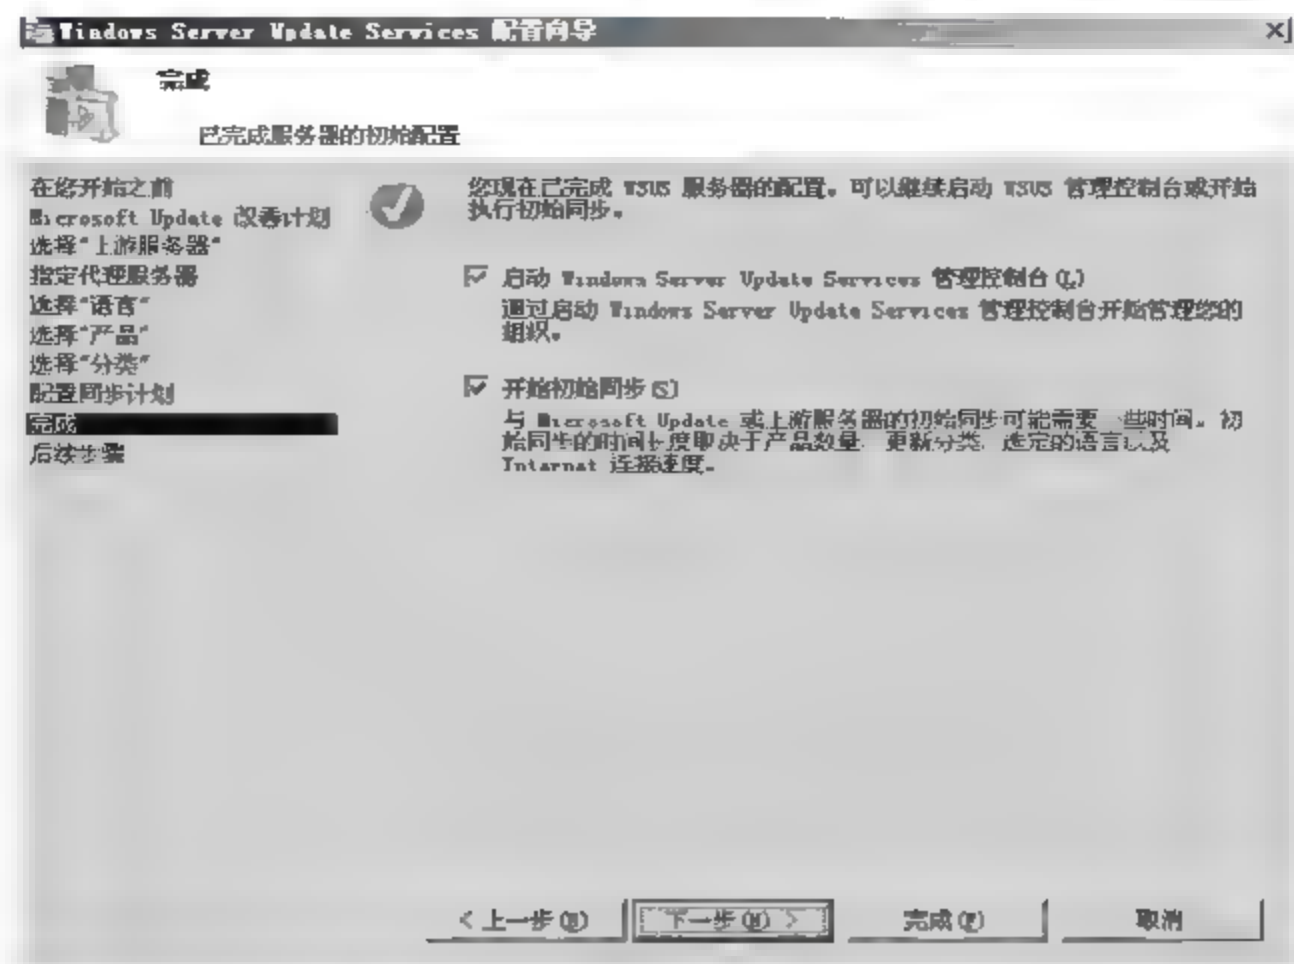 Windows Server Update Services 配置向导
完成
已完成服务器的初始配置
在您开始之前
Microsoft Update 改善计划
选择“上游服务器”
指定代理服务器
选择“语言”
选择“产品”
选择“分类”
配置同步计划
完成
后续步骤
您现在已完成 WSUS 服务器的配置。可以继续启动 WSUS 管理控制台或开始
执行初始同步。
启动 Windows Server Update Services 管理控制台(L)
通过启动 Windows Server Update Services 管理控制台开始管理您的
组织。
开始初始同步(S)
与 Microsoft Update 或上游服务器的初始同步可能需要一些时间。初
始同步的时间长度取决于产品数量、更新分类、选定的语言以及
Internet 连接速度。
< 上一步(B) 下一步(N) > 完成(F) 取消